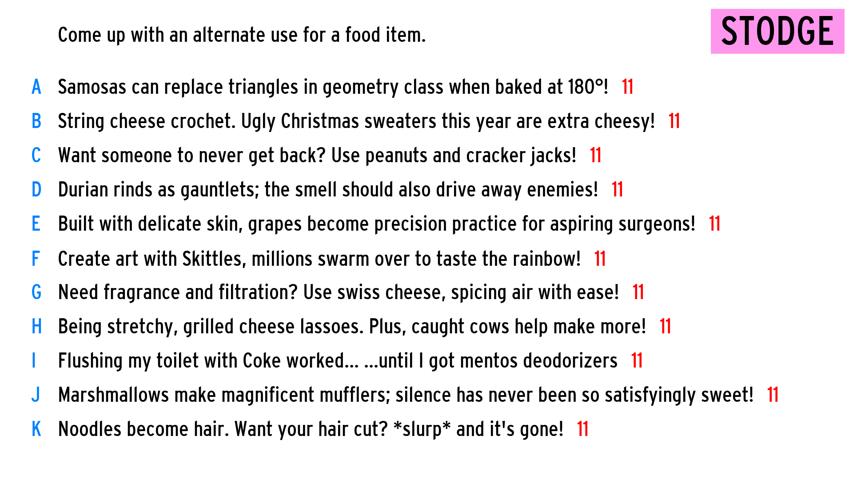 Come up with an alternate use for a food item.
STODGE
A Samosas can replace triangles in geometry class when baked at 180°! 11
B String cheese crochet. Ugly Christmas sweaters this year are extra cheesy! 11
C Want someone to never get back? Use peanuts and cracker jacks! 11
D Durian rinds as gauntlets; the smell should also drive away enemies! 11
E Built with delicate skin, grapes become precision practice for aspiring surgeons! 11
F Create art with Skittles, millions swarm over to taste the rainbow! 11
G Need fragrance and filtration? Use swiss cheese, spicing air with ease! 11
H Being stretchy, grilled cheese lassoes. Plus, caught cows help make more! 11
I Flushing my toilet with Coke worked... ...until I got mentos deodorizers 11
J Marshmallows make magnificent mufflers; silence has never been so satisfyingly sweet! 11
K Noodles become hair. Want your hair cut? *slurp* and it's gone! 11